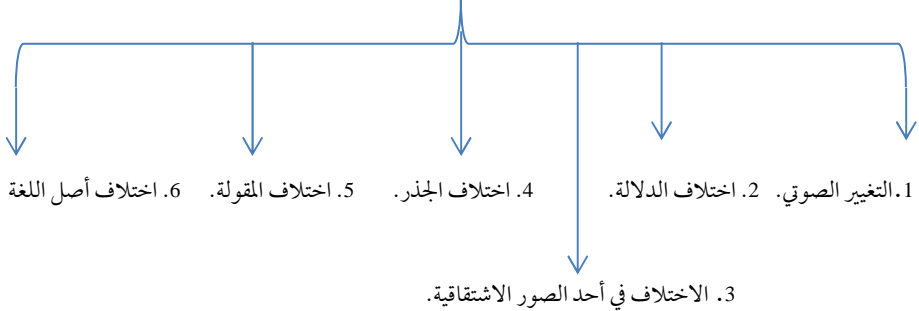 1.التغيير الصوتي. 2. اختلاف الدلالة. 4. اختلاف الجذر. 5. اختلاف المقولة. 6. اختلاف أصل اللغة
3. الاختلاف في أحد الصور الاشتقاقية.